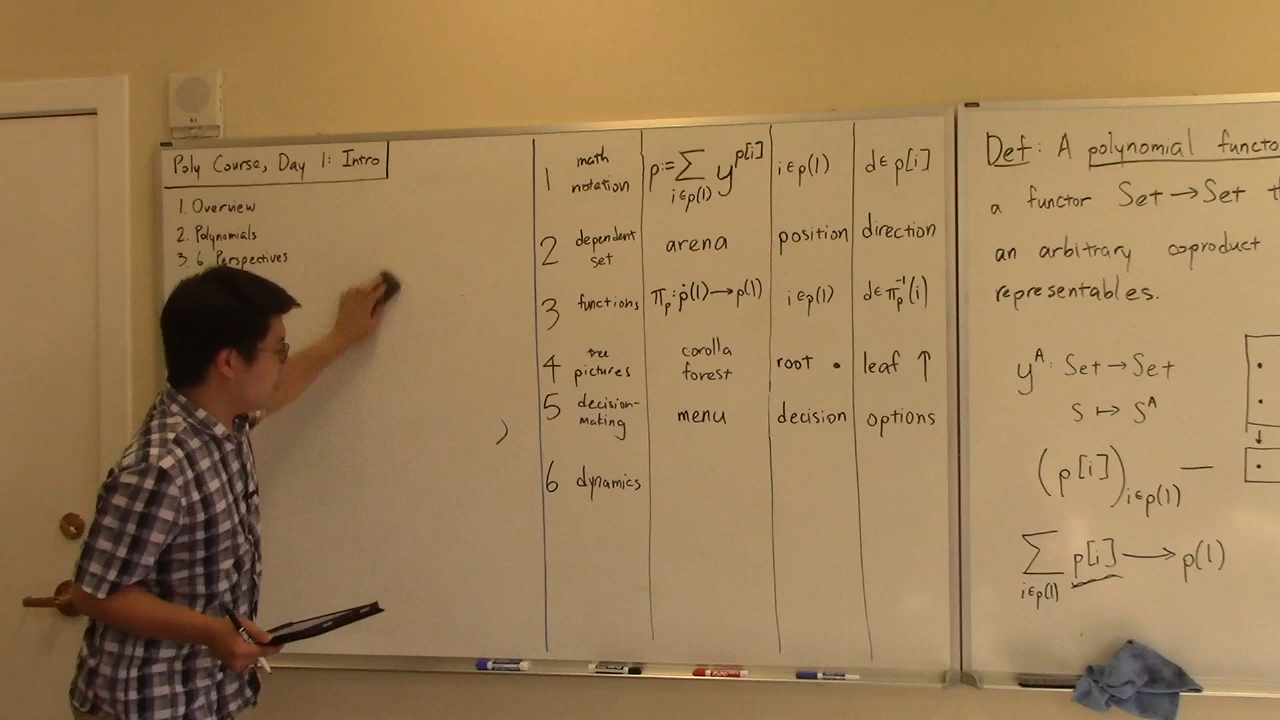 Poly Course, Day 1: Intro
1. Overview
2. Polynomials
3. 6 Perspectives
)
1 math notation p:=∑_{i∈p(1)} y^{p[i]} i∈p(1) d∈p[i]
2 dependent set arena position direction
3 functions π_p: ṗ(1)→p(1) i∈p(1) d∈π_p^{-1}(i)
4 tree pictures corolla forest root • leaf ↑
5 decision-making menu decision options
6 dynamics
Def: A polynomial functo
a functor Set→Set t
an arbitrary coproduct
representables.
y^A: Set→Set
S ↦ S^A
(p[i])_{i∈p(1)} —
∑_{i∈p(1)} p[i] → p(1)